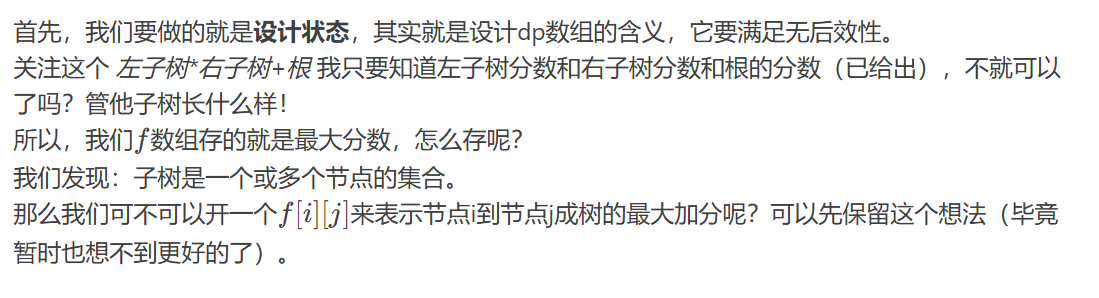 首先，我们要做的就是设计状态，其实就是设计dp数组的含义，它要满足无后效性。
关注这个 左子树*右子树+根 我只要知道左子树分数和右子树分数和根的分数（已给出），不就可以
了吗？管他子树长什么样！
所以，我们f数组存的就是最大分数，怎么存呢？
我们发现：子树是一个或多个节点的集合。
那么我们可不可以开一个f[i][j]来表示节点i到节点j成树的最大加分呢？可以先保留这个想法（毕竟
暂时也想不到更好的了）。